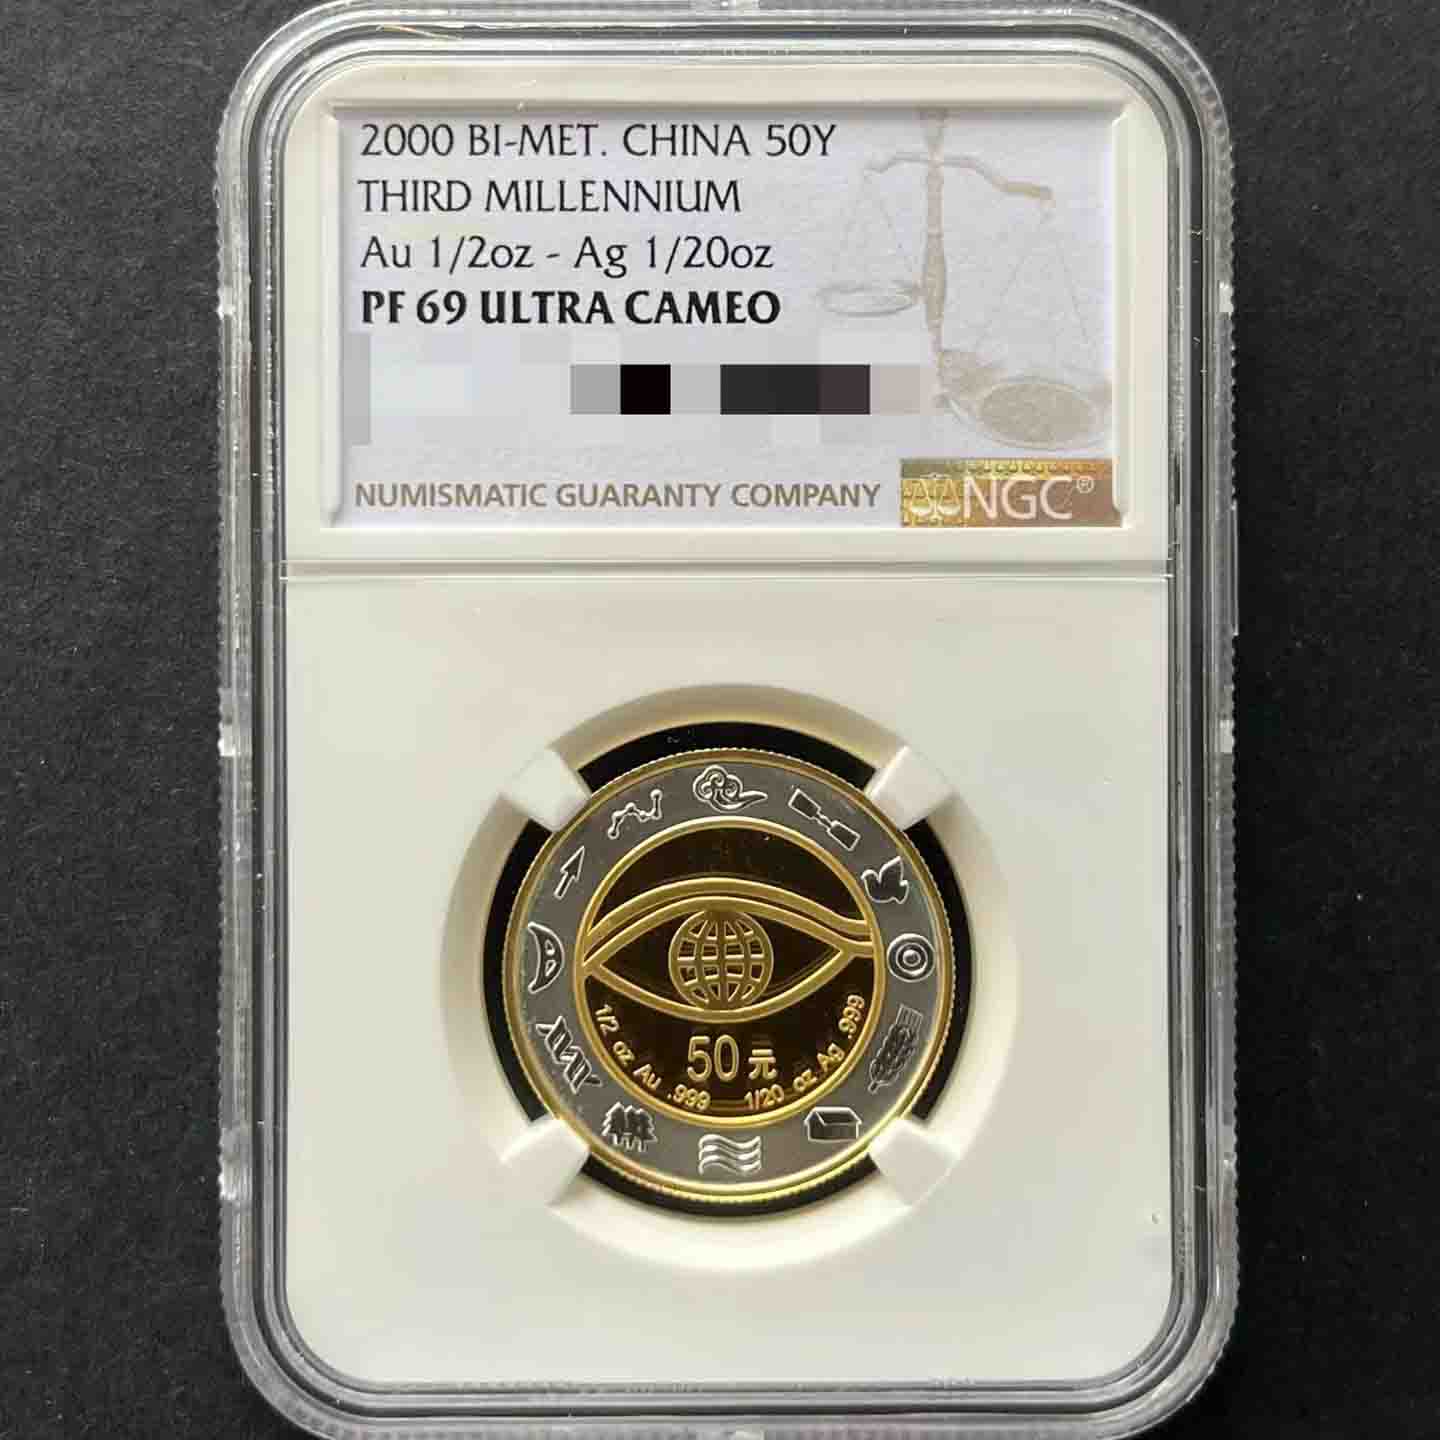 2000 BI-MET. CHINA 50Y
THIRD MILLENNIUM
Au 1/2oz - Ag 1/20oz
PF 69 ULTRA CAMEO
NUMISMATIC GUARANTY COMPANY
NGC®
50元
1/2 oz Au .999
1/20 oz Ag .999